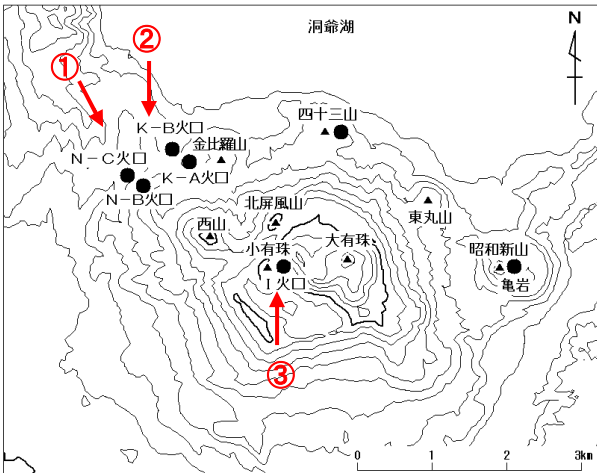 洞爺湖
N
②
①
四十三山
K-B火口
金比羅山
N-C火口
K-A火口
N-B火口
東丸山
北屏風山
西山
小有珠
大有珠
昭和新山
I火口
亀岩
③
0 1 2 3km